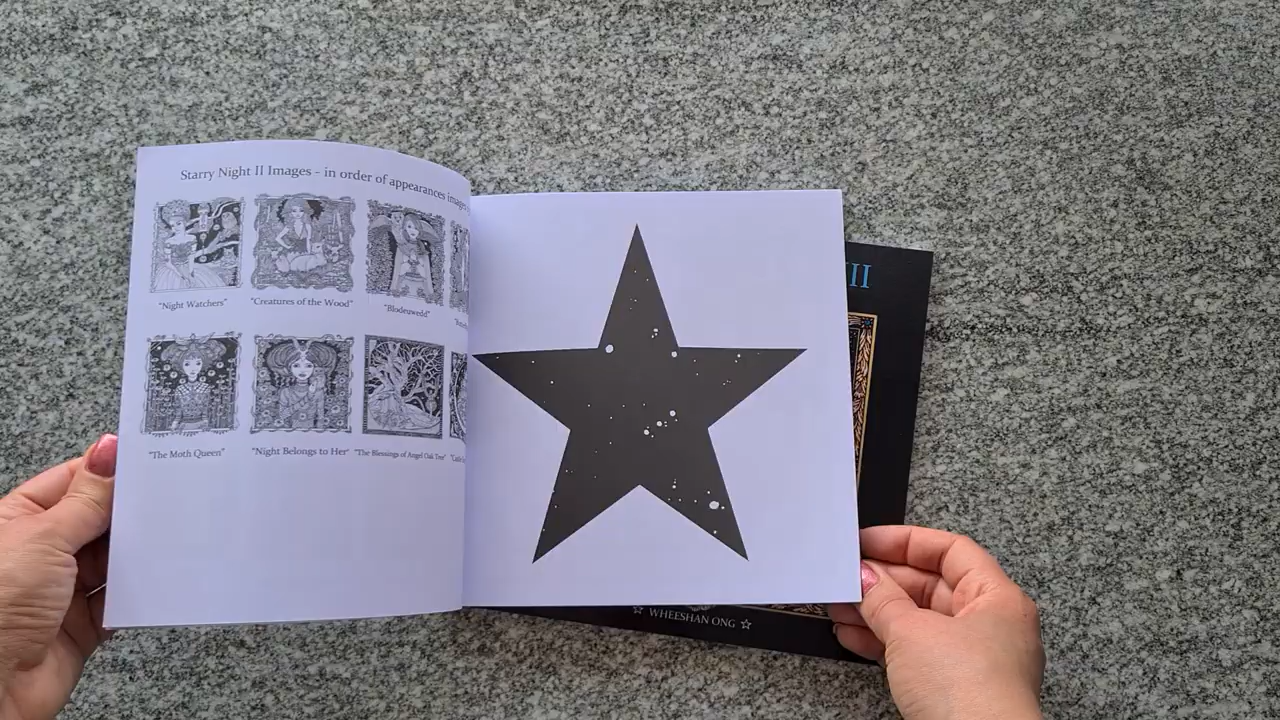 Starry Night II Images - in order of appearances
"Night Watchers"
"Creatures of the Wood"
"Blodeuwedd"
"The Moth Queen"
"Night Belongs to Her"
"The Blessings of Angel Oak Tree"
II
☆ WHEESHAN ONG ☆